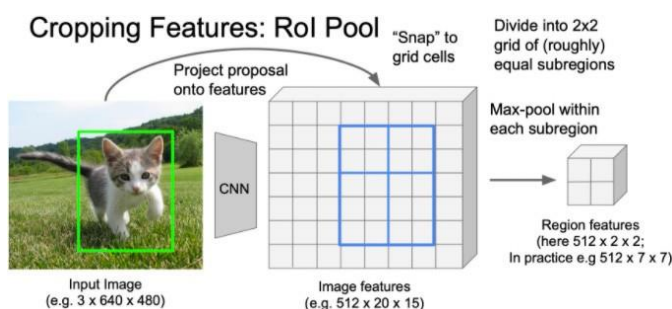 Cropping Features: RoI Pool
"Snap" to
grid cells
Divide into 2x2
grid of (roughly)
equal subregions
Project proposal
onto features
Max-pool within
each subregion
CNN
Region features
(here 512 x 2 x 2;
In practice e.g 512 x 7 x 7)
Input Image
(e.g. 3 x 640 x 480)
Image features
(e.g. 512 x 20 x 15)